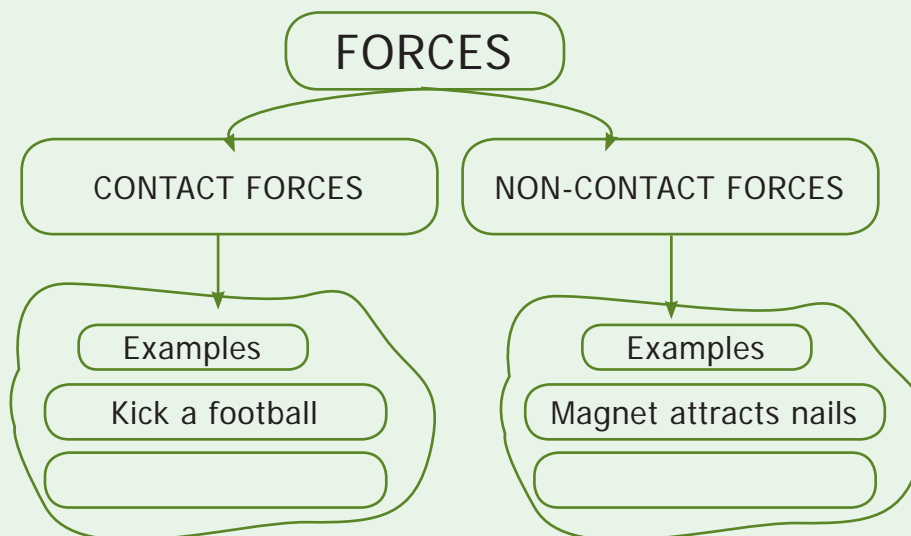 FORCES
CONTACT FORCES
NON-CONTACT FORCES
Examples
Kick a football
Examples
Magnet attracts nails